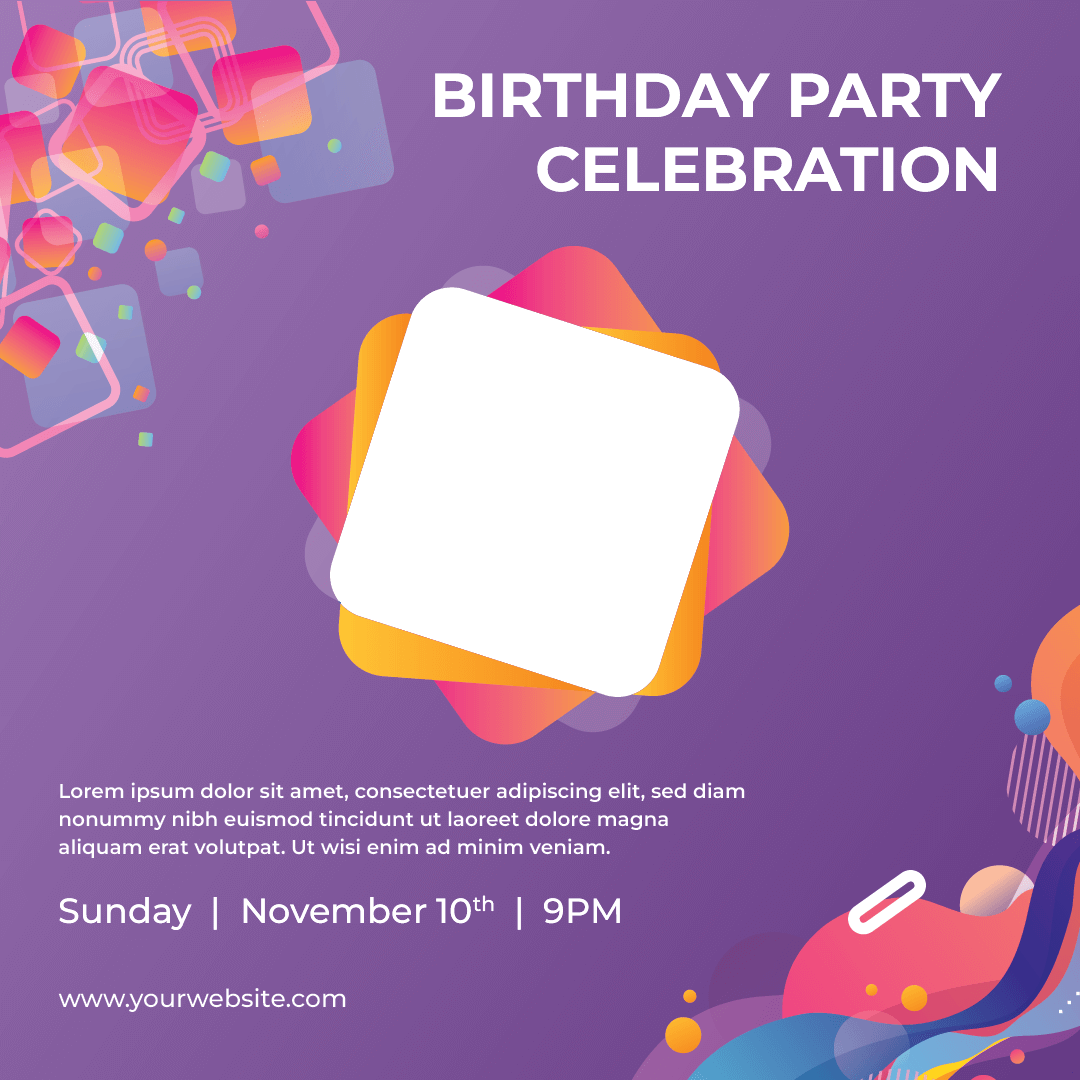 BIRTHDAY PARTY
CELEBRATION
Lorem ipsum dolor sit amet, consectetuer adipiscing elit, sed diam
nonummy nibh euismod tincidunt ut laoreet dolore magna
aliquam erat volutpat. Ut wisi enim ad minim veniam.
Sunday | November 10th | 9PM
www.yourwebsite.com